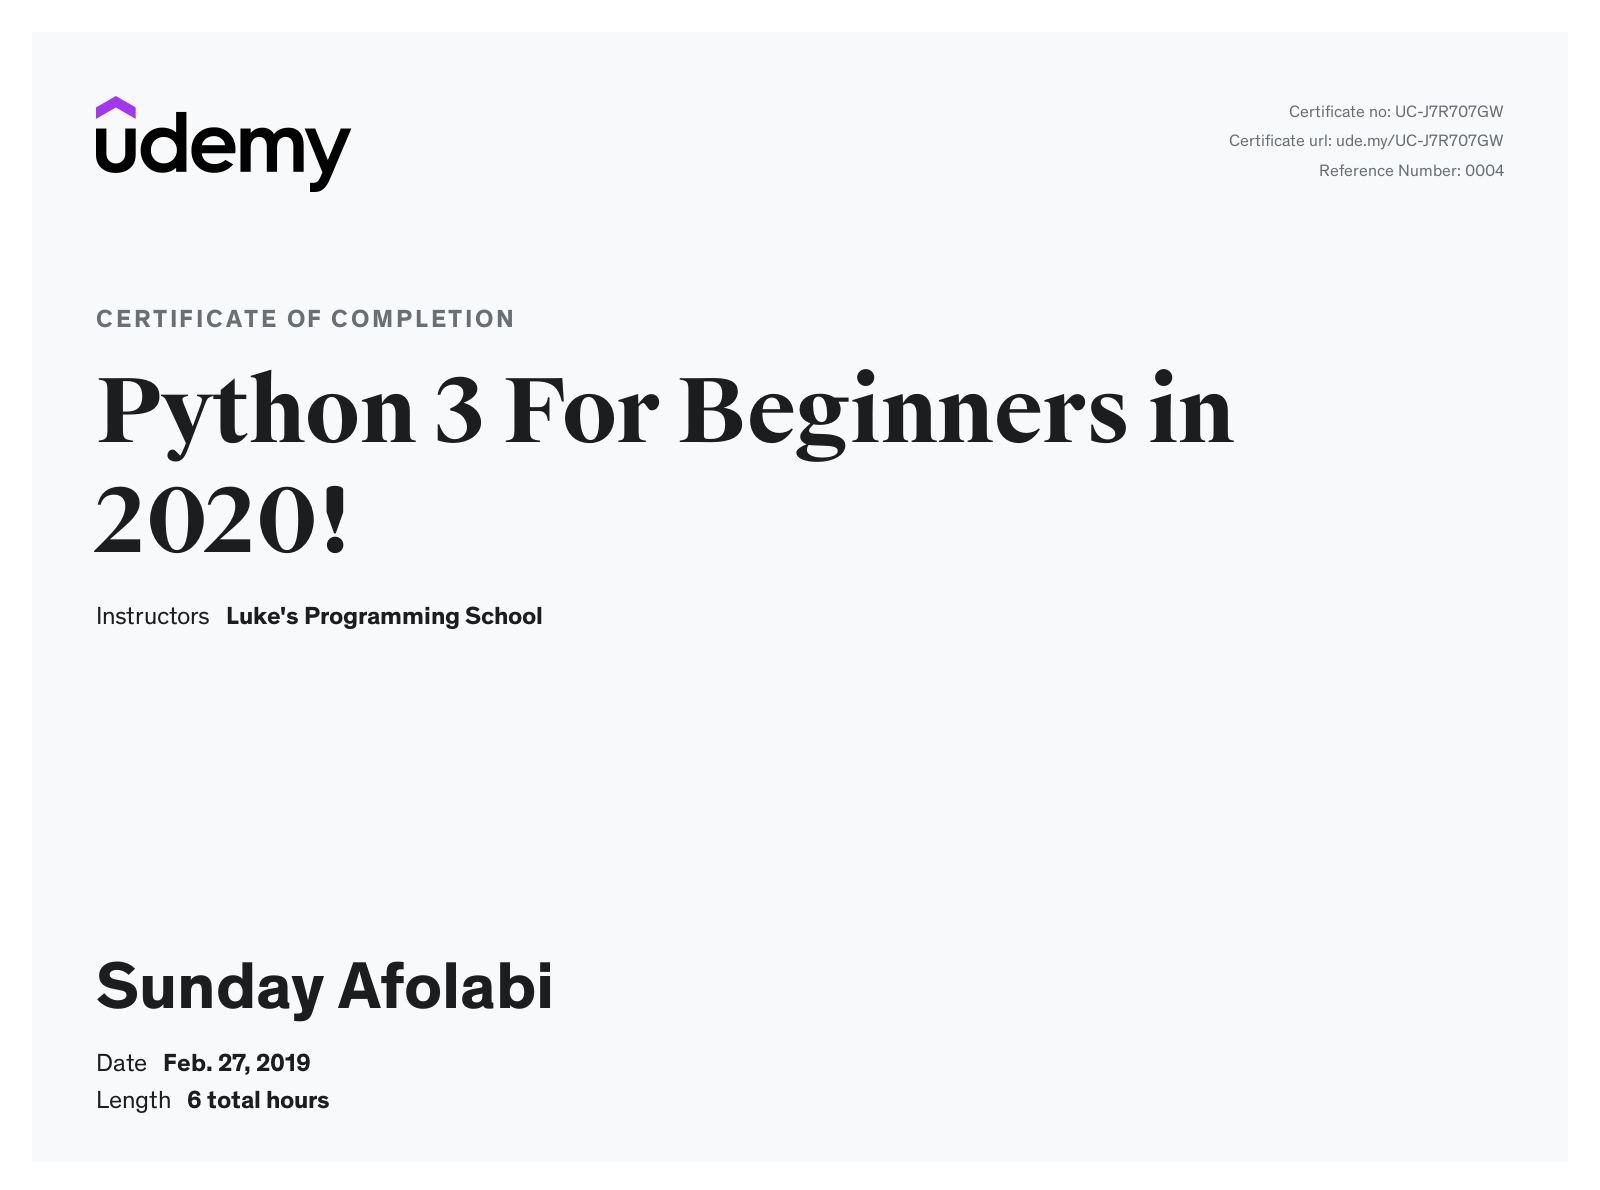 udemy
Certificate no: UC-J7R707GW
Certificate url: ude.my/UC-J7R707GW
Reference Number: 0004
CERTIFICATE OF COMPLETION
Python 3 For Beginners in
2020!
Instructors Luke's Programming School
Sunday Afolabi
Date Feb. 27, 2019
Length 6 total hours